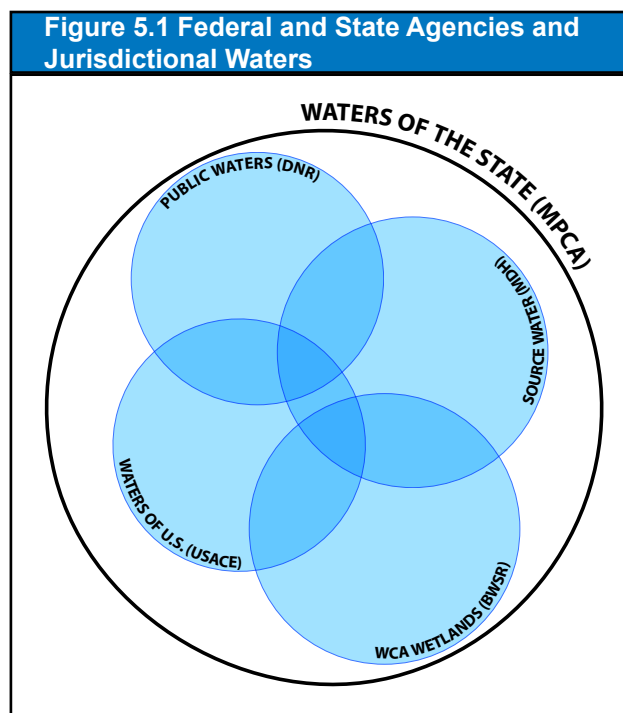 Figure 5.1 Federal and State Agencies and
Jurisdictional Waters
WATERS OF THE STATE (MPCA)
PUBLIC WATERS (DNR)
SOURCE WATER (MDH)
WATERS OF U.S. (USACE)
WCA WETLANDS (BWSR)